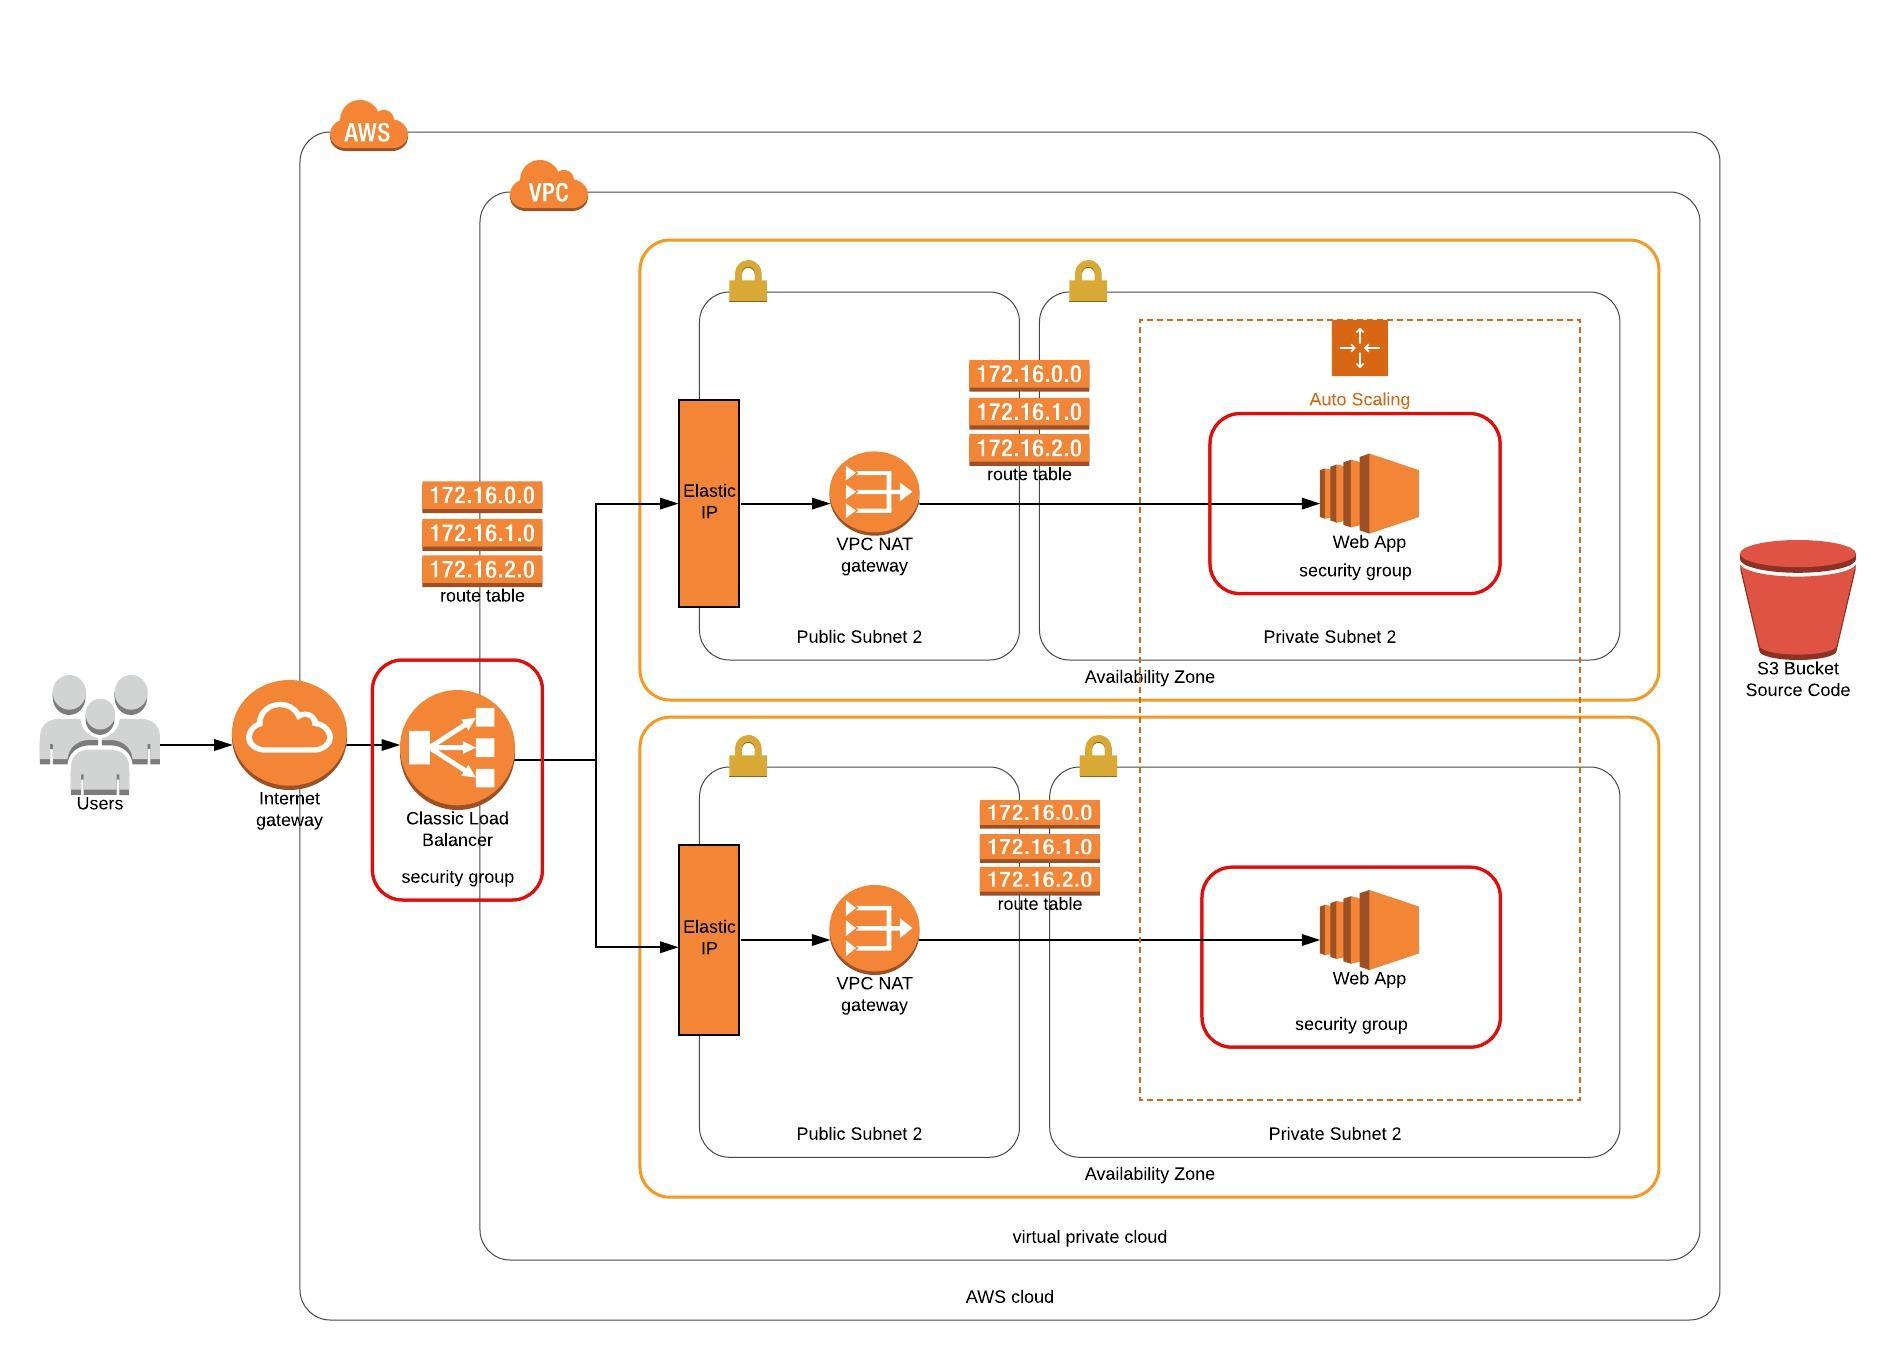 AWS
VPC
172.16.0.0
172.16.1.0
172.16.2.0
route table
Auto Scaling
Elastic
IP
VPC NAT
gateway
Web App
security group
Public Subnet 2
Private Subnet 2
Availability Zone
172.16.0.0
172.16.1.0
172.16.2.0
route table
Users
Internet
gateway
Classic Load
Balancer
security group
S3 Bucket
Source Code
172.16.0.0
172.16.1.0
172.16.2.0
route table
Elastic
IP
VPC NAT
gateway
Web App
security group
Public Subnet 2
Private Subnet 2
Availability Zone
virtual private cloud
AWS cloud